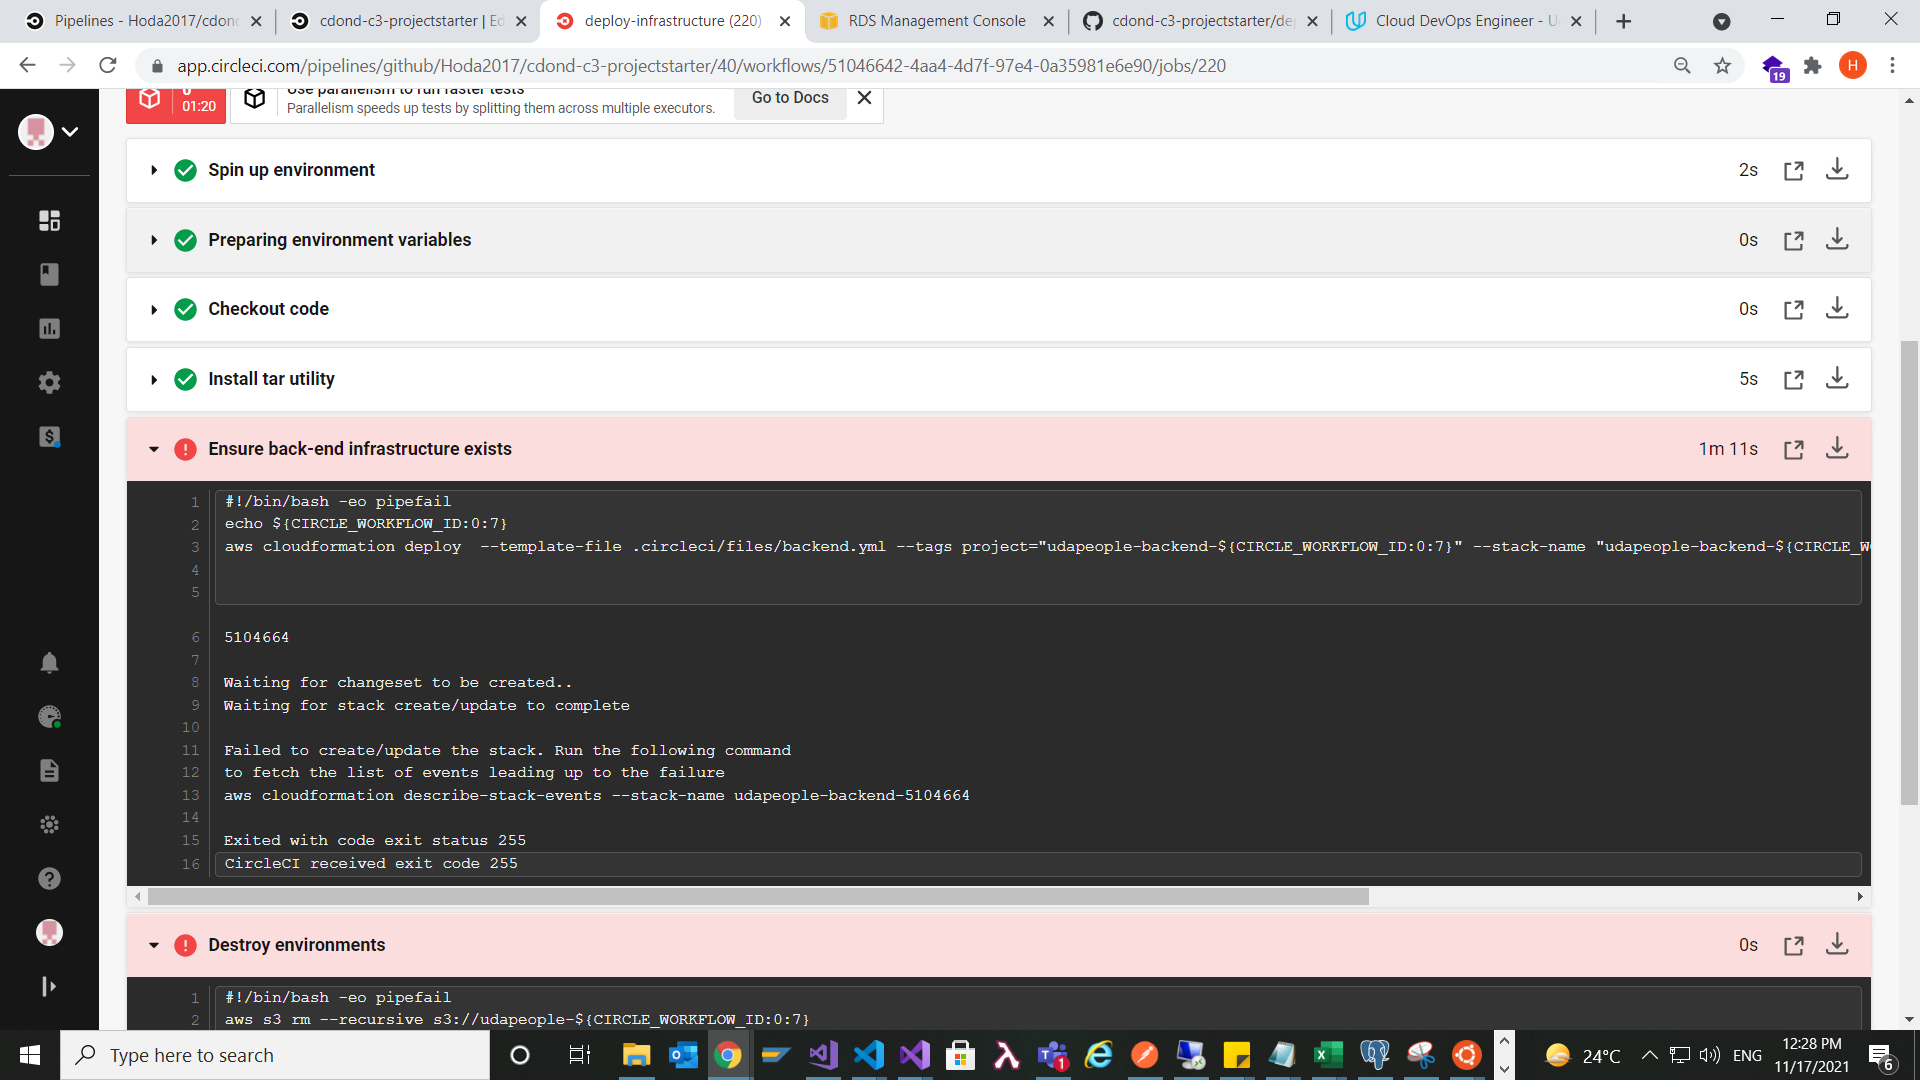 Pipelines - Hoda2017/cdond
cdond-c3-projectstarter | Ed
deploy-infrastructure (220)
RDS Management Console
cdond-c3-projectstarter/de
Cloud DevOps Engineer - U
app.circleci.com/pipelines/github/Hoda2017/cdond-c3-projectstarter/40/workflows/51046642-4aa4-4d7f-97e4-0a35981e6e90/jobs/220
19
H
0
01:20
Use parallelism to run faster tests
Parallelism speeds up tests by splitting them across multiple executors.
Go to Docs
Spin up environment
2s
Preparing environment variables
0s
Checkout code
0s
Install tar utility
5s
Ensure back-end infrastructure exists
1m 11s
1 #!/bin/bash -eo pipefail
2 echo ${CIRCLE_WORKFLOW_ID:0:7}
3 aws cloudformation deploy  --template-file .circleci/files/backend.yml --tags project="udapeople-backend-${CIRCLE_WORKFLOW_ID:0:7}" --stack-name "udapeople-backend-${CIRCLE_W
4
5
6 5104664
7
8 Waiting for changeset to be created..
9 Waiting for stack create/update to complete
10
11 Failed to create/update the stack. Run the following command
12 to fetch the list of events leading up to the failure
13 aws cloudformation describe-stack-events --stack-name udapeople-backend-5104664
14
15 Exited with code exit status 255
16 CircleCI received exit code 255
Destroy environments
0s
1 #!/bin/bash -eo pipefail
2 aws s3 rm --recursive s3://udapeople-${CIRCLE_WORKFLOW_ID:0:7}
Type here to search
1
24°C
ENG
12:28 PM
11/17/2021
6